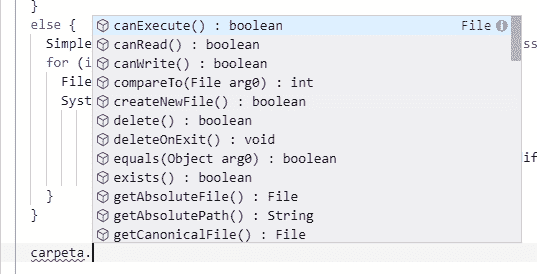 }
else {
Simple
for (i
File
Syst
}
}
carpeta.
canExecute() : boolean File
canRead() : boolean
canWrite() : boolean
compareTo(File arg0) : int
createNewFile() : boolean
delete() : boolean
deleteOnExit() : void
equals(Object arg0) : boolean
exists() : boolean
getAbsoluteFile() : File
getAbsolutePath() : String
getCanonicalFile() : File
ss
if